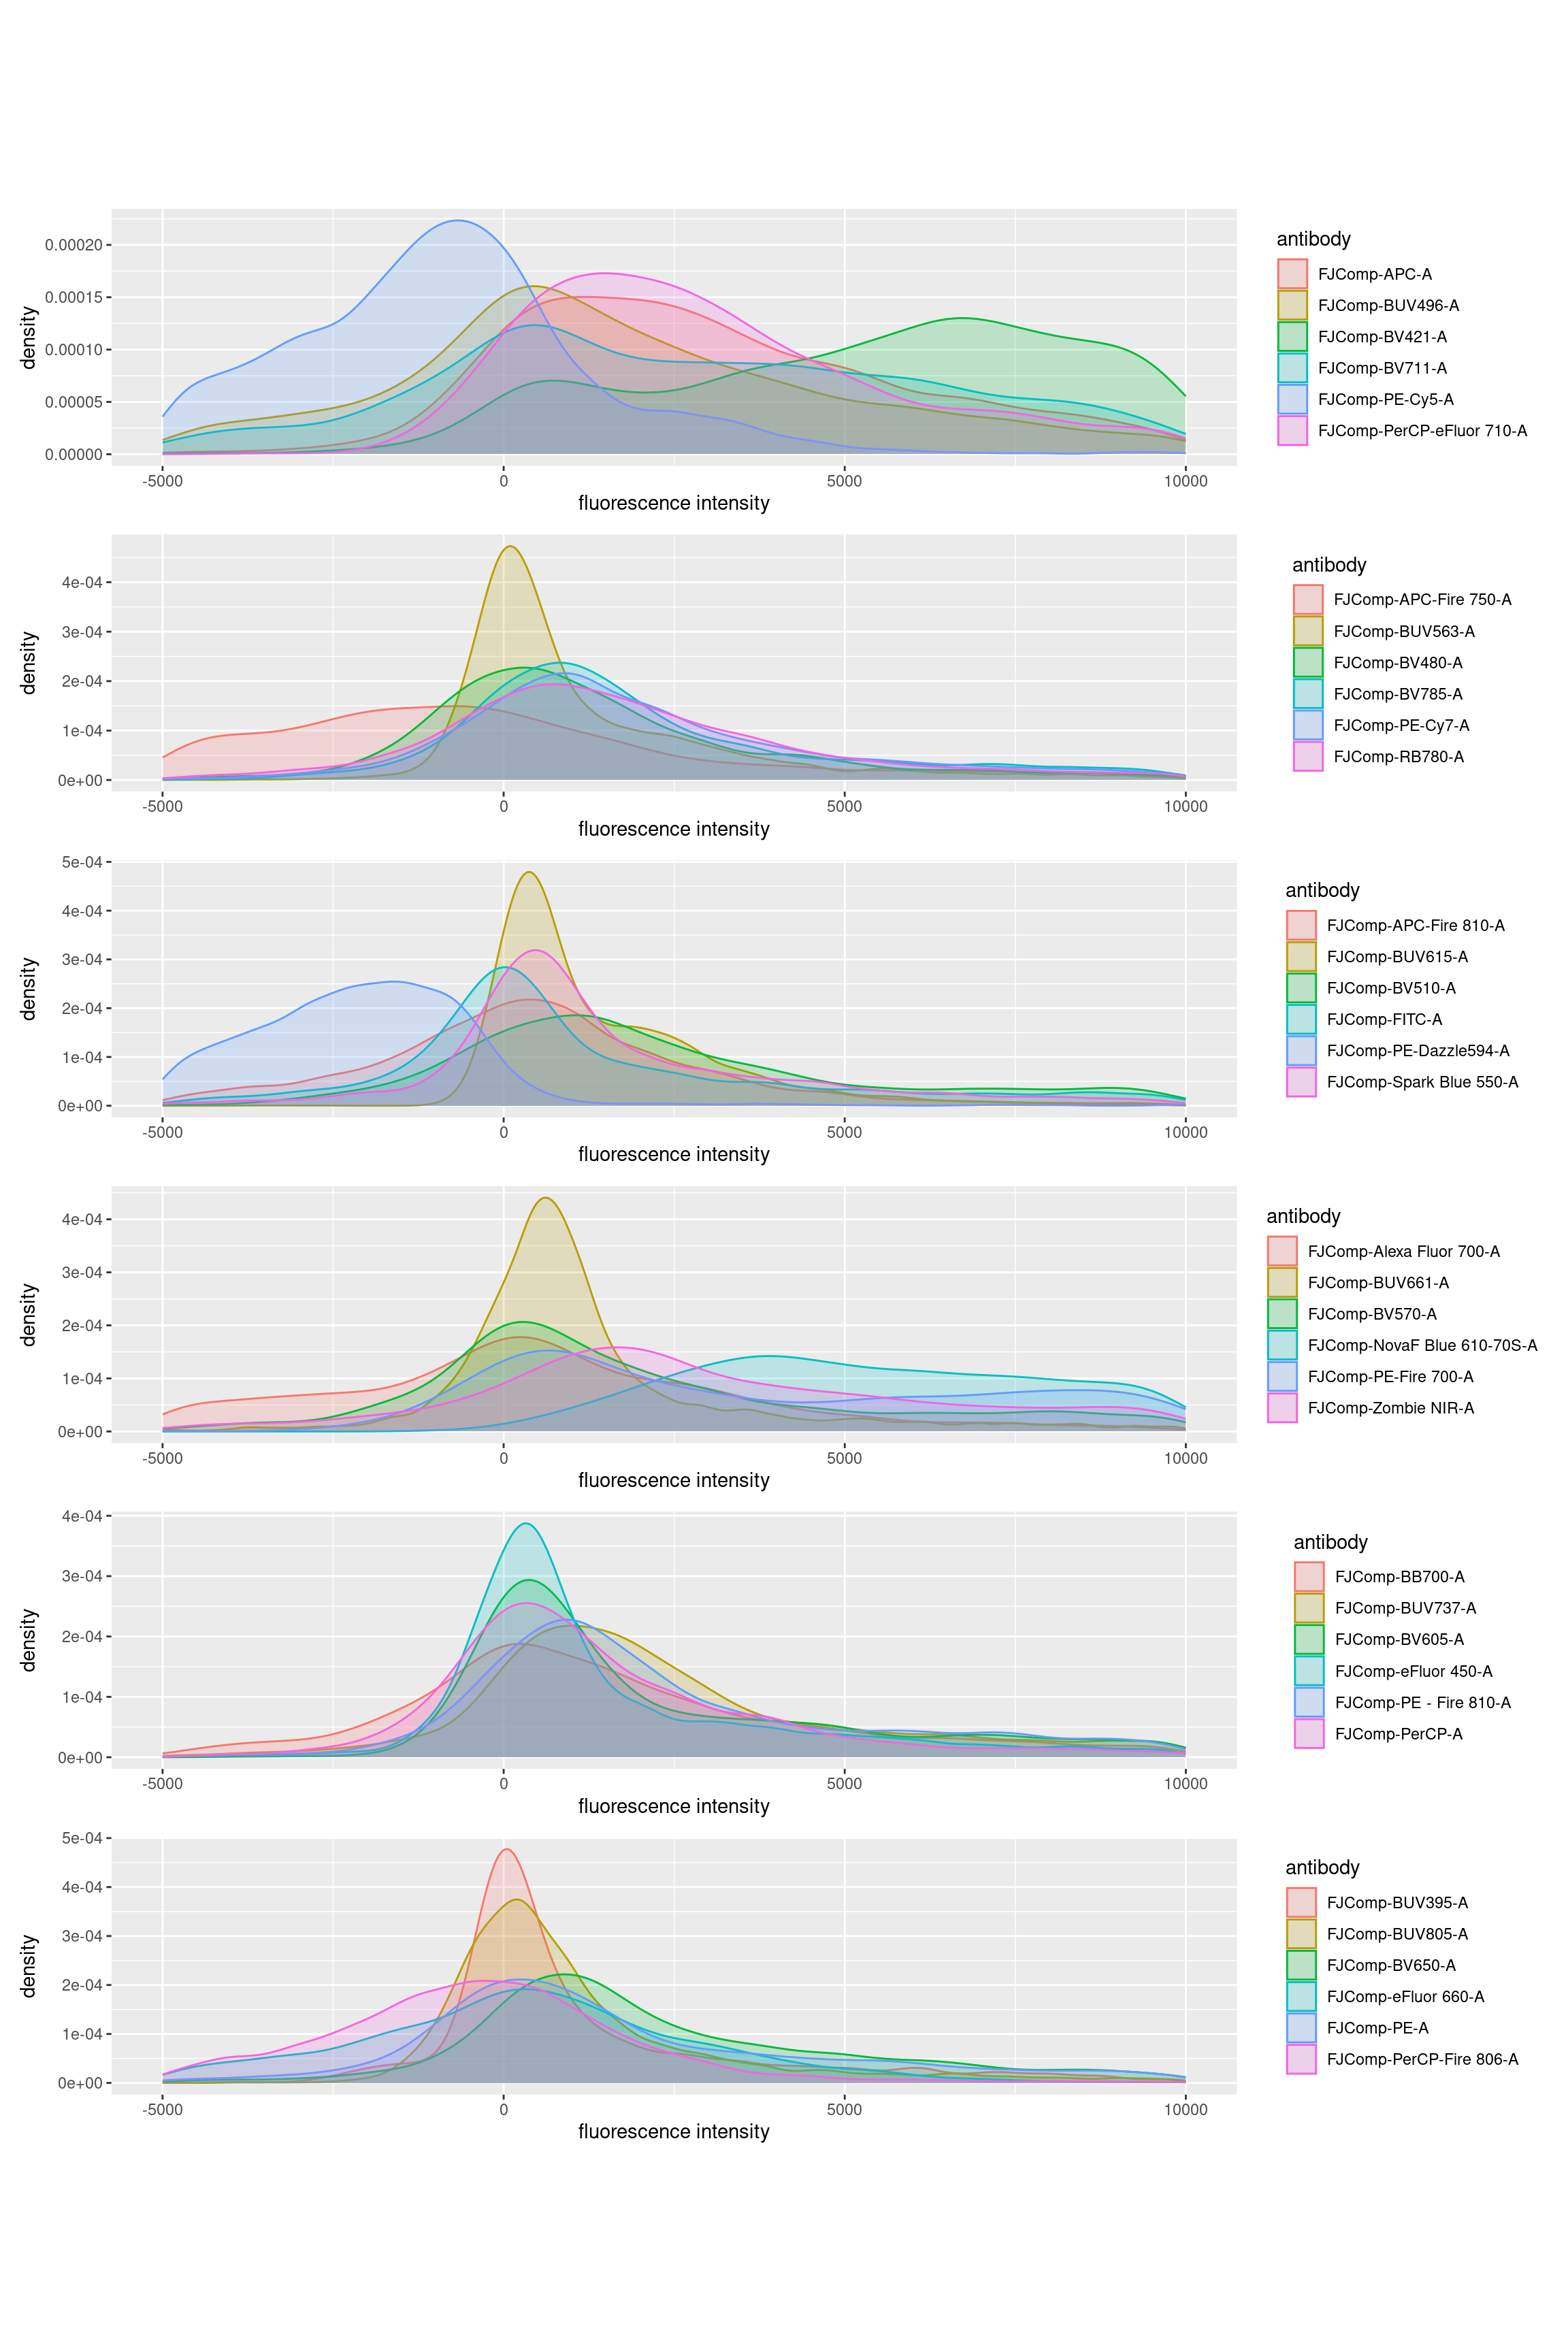 antibody
0.00020
0.00015
0.00010
0.00005
0.00000
density
FJComp-APC-A
FJComp-BUV496-A
FJComp-BV421-A
FJComp-BV711-A
FJComp-PE-Cy5-A
FJComp-PerCP-eFluor 710-A
-5000 0 5000 10000
fluorescence intensity
antibody
4e-04
3e-04
2e-04
1e-04
0e+00
density
FJComp-APC-Fire 750-A
FJComp-BUV563-A
FJComp-BV480-A
FJComp-BV785-A
FJComp-PE-Cy7-A
FJComp-RB780-A
-5000 0 5000 10000
fluorescence intensity
antibody
5e-04
4e-04
3e-04
2e-04
1e-04
0e+00
density
FJComp-APC-Fire 810-A
FJComp-BUV615-A
FJComp-BV510-A
FJComp-FITC-A
FJComp-PE-Dazzle594-A
FJComp-Spark Blue 550-A
-5000 0 5000 10000
fluorescence intensity
antibody
4e-04
3e-04
2e-04
1e-04
0e+00
density
FJComp-Alexa Fluor 700-A
FJComp-BUV661-A
FJComp-BV570-A
FJComp-NovaF Blue 610-70S-A
FJComp-PE-Fire 700-A
FJComp-Zombie NIR-A
-5000 0 5000 10000
fluorescence intensity
antibody
4e-04
3e-04
2e-04
1e-04
0e+00
density
FJComp-BB700-A
FJComp-BUV737-A
FJComp-BV605-A
FJComp-eFluor 450-A
FJComp-PE - Fire 810-A
FJComp-PerCP-A
-5000 0 5000 10000
fluorescence intensity
antibody
5e-04
4e-04
3e-04
2e-04
1e-04
0e+00
density
FJComp-BUV395-A
FJComp-BUV805-A
FJComp-BV650-A
FJComp-eFluor 660-A
FJComp-PE-A
FJComp-PerCP-Fire 806-A
-5000 0 5000 10000
fluorescence intensity